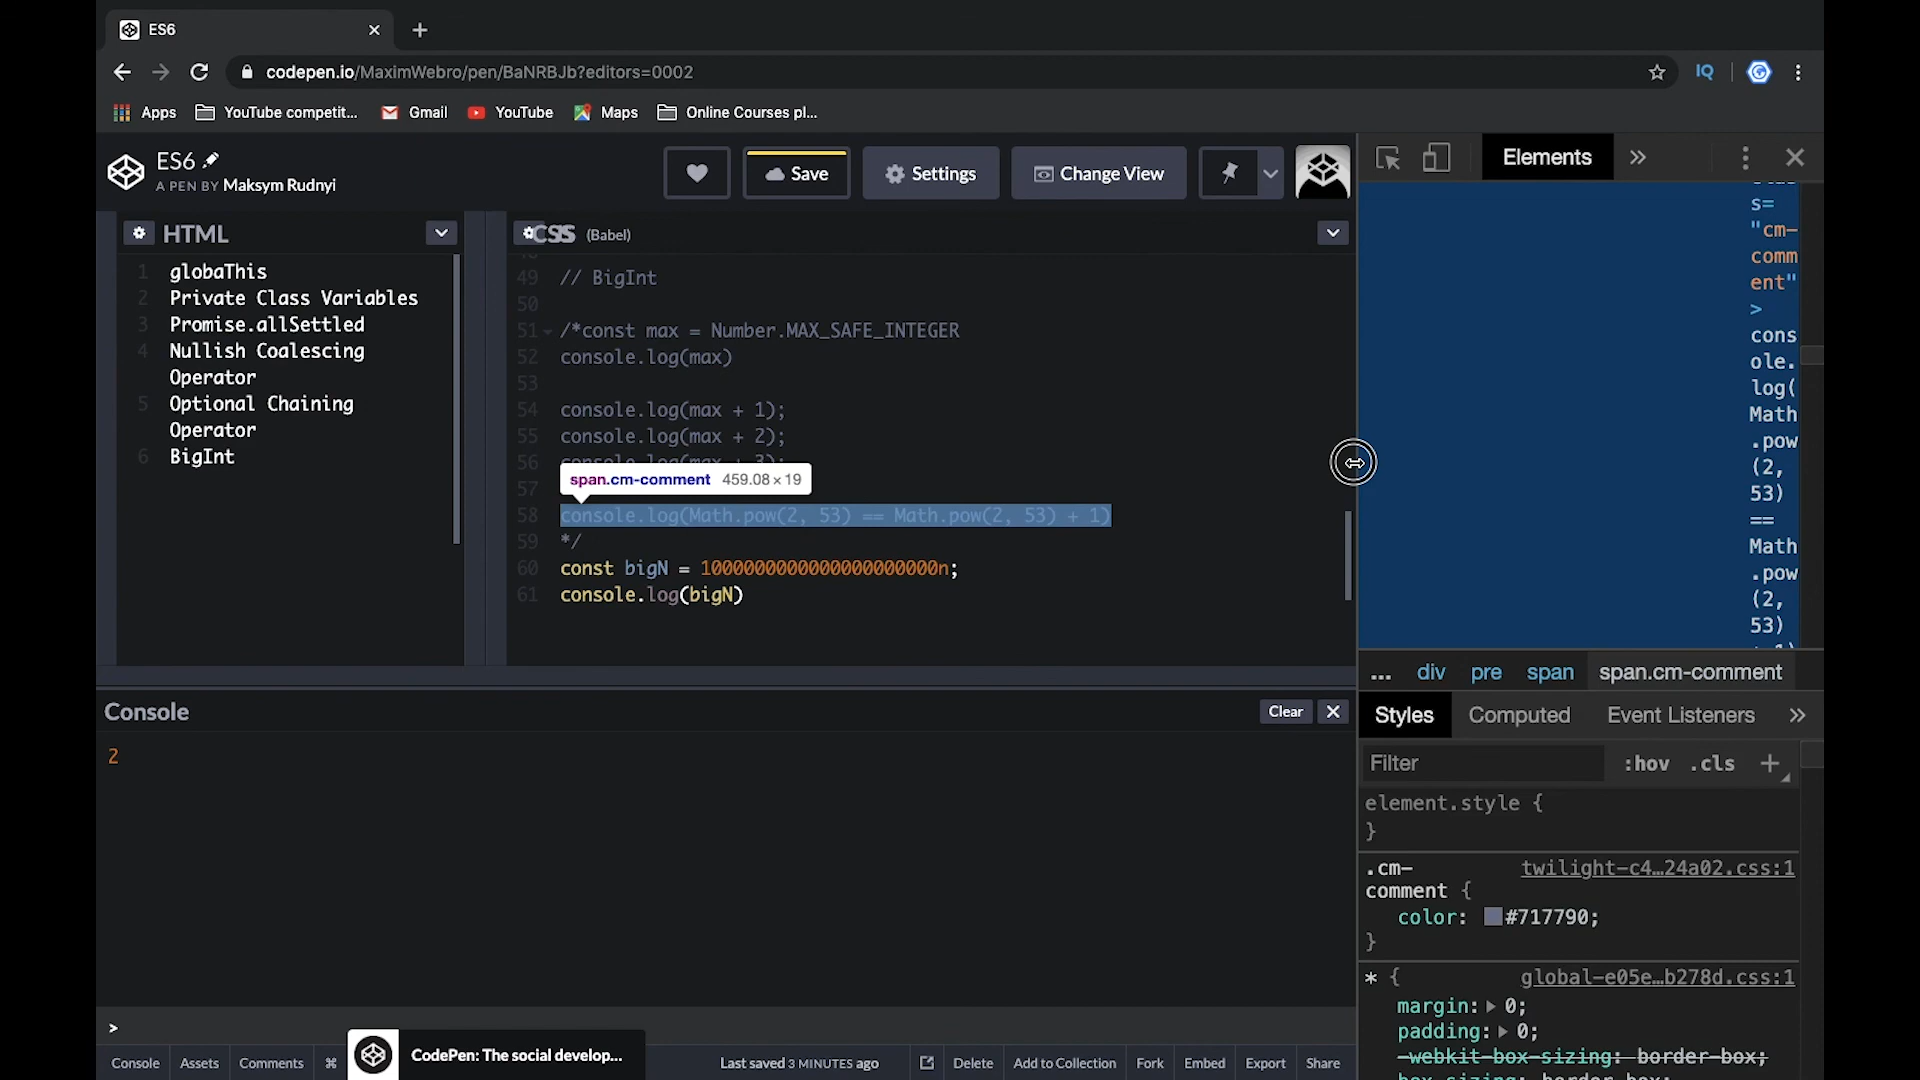 ES6
codepen.io/MaximWebro/pen/BaNRBJb?editors=0002
IQ
Apps
YouTube competit...
Gmail
YouTube
Maps
Online Courses pl...
ES6
A PEN BY Maksym Rudnyi
Save
Settings
Change View
Elements
HTML
1 globaThis
2 Private Class Variables
3 Promise.allSettled
4 Nullish Coalescing
Operator
5 Optional Chaining
Operator
6 BigInt
(Babel)
49 // BigInt
50
51 /*const max = Number.MAX_SAFE_INTEGER
52 console.log(max)
53
54 console.log(max + 1);
55 console.log(max + 2);
56 console.log(max + 3);
span.cm-comment 459.08 × 19
57
58 console.log(Math.pow(2, 53) == Math.pow(2, 53) + 1)
59 */
60 const bigN =
61 console.log(bigN)
s=
"cm-
comm
ent"
>
cons
ole.
log(
Math
.pow
(2,
53)
==
Math
.pow
(2,
53)
... div pre span span.cm-comment
Styles Computed Event Listeners
Filter :hov .cls +
element.style {
}
.cm-
comment {
twilight-c4…24a02.css:1
color: #717790;
}
* {
global-e05e…b278d.css:1
margin: 0;
padding: 0;
-webkit-box-sizing: border-box;
box-sizing: border-box;
Console
Clear
2
>
Console
Assets
Comments
⌘
CodePen: The social develop...
Last saved 3 MINUTES ago
Delete
Add to Collection
Fork
Embed
Export
Share